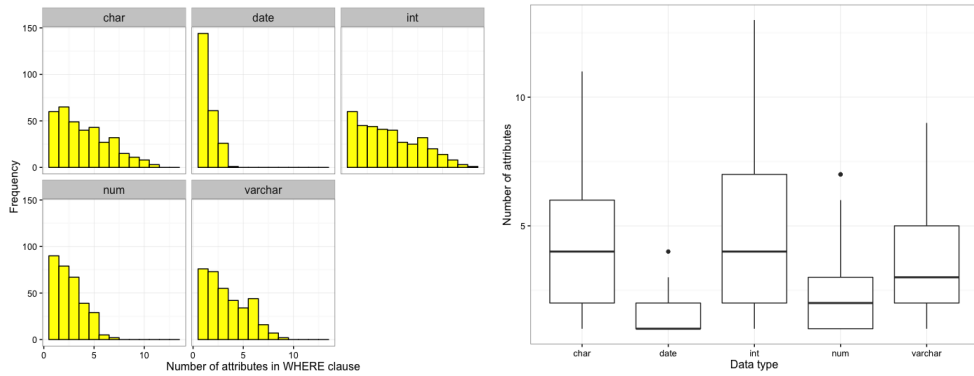 char date int
150
100
50
0
num varchar
150
100
50
0
0 5 10 0 5 10
Frequency
Number of attributes in WHERE clause
10
5
Number of attributes
char date int num varchar
Data type